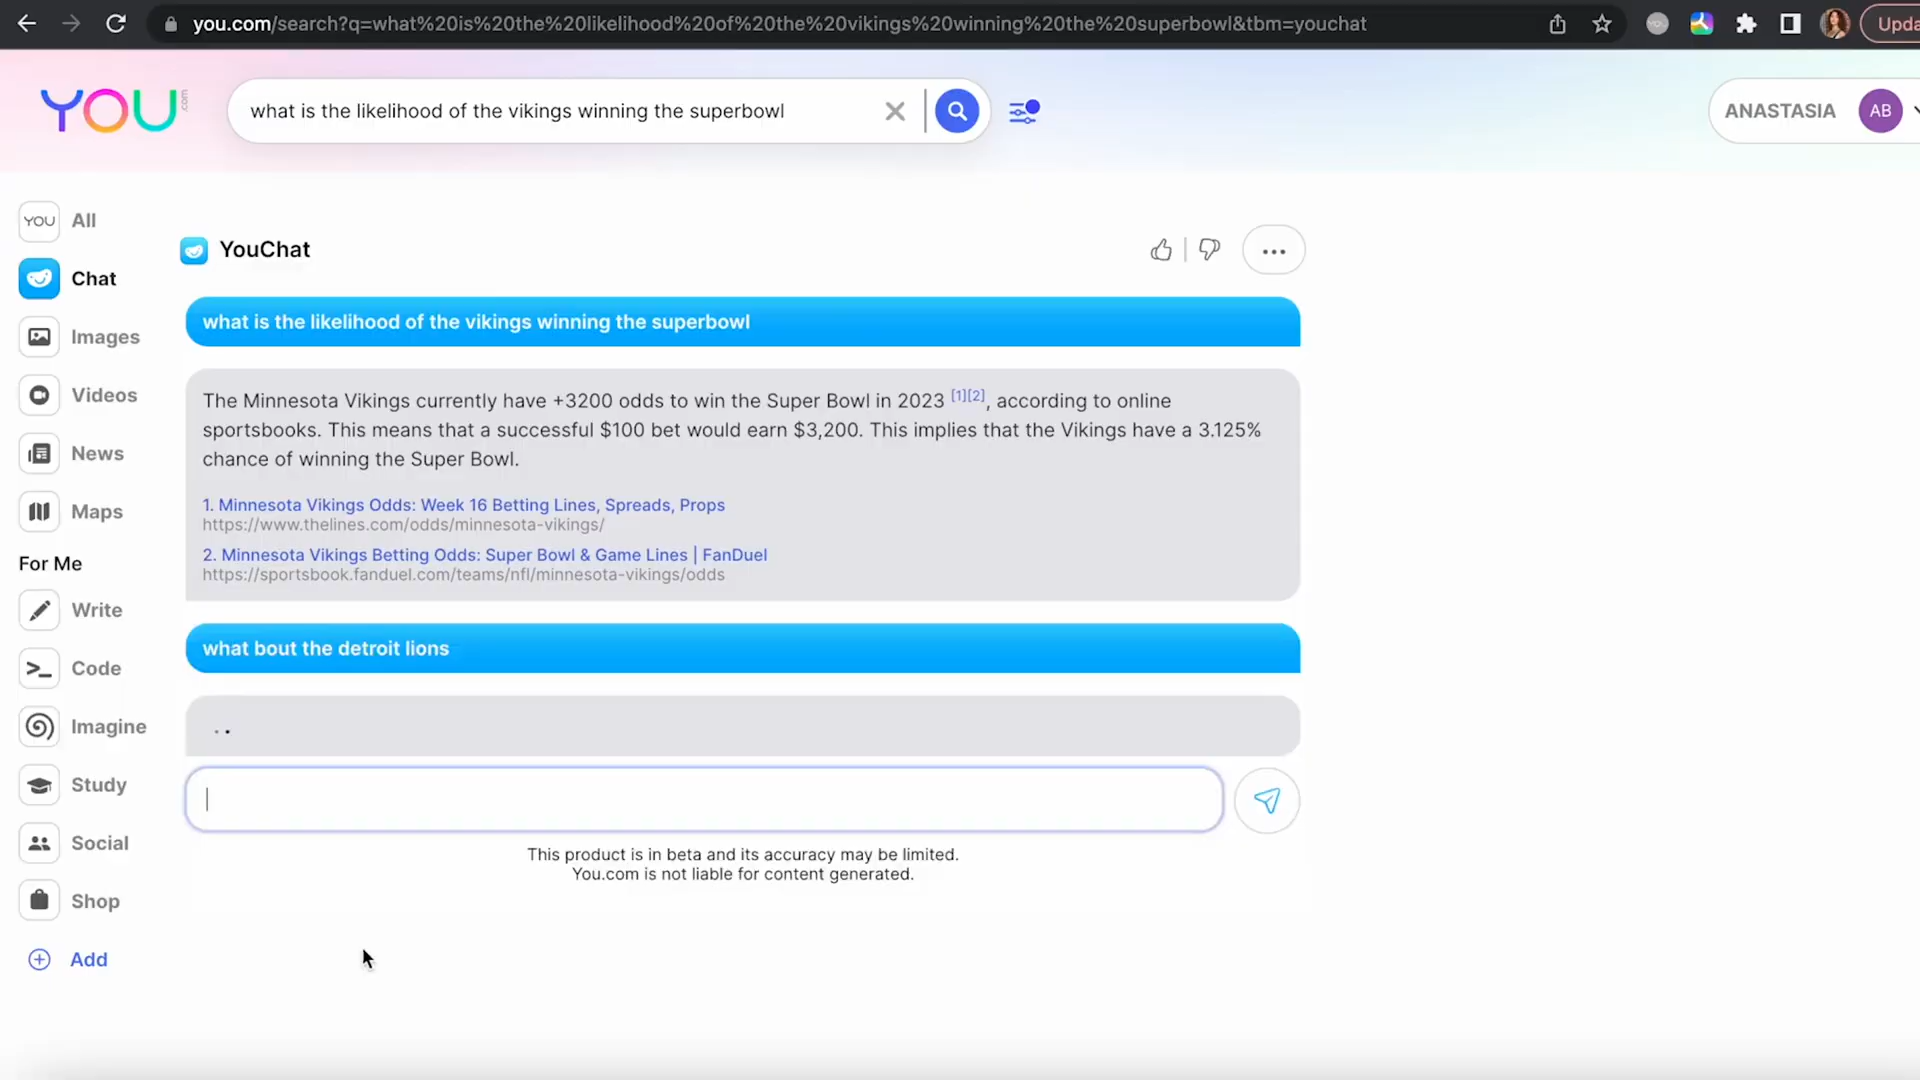 you.com/search?q=what%20is%20the%20likelihood%20of%20the%20vikings%20winning%20the%20superbowl&tbm=youchat
Upda
YOU.com
what is the likelihood of the vikings winning the superbowl
ANASTASIA AB
YOU All
Chat
Images
Videos
News
Maps
For Me
Write
Code
Imagine
Study
Social
Shop
Add
YouChat
what is the likelihood of the vikings winning the superbowl
The Minnesota Vikings currently have +3200 odds to win the Super Bowl in 2023 [1][2], according to online
sportsbooks. This means that a successful $100 bet would earn $3,200. This implies that the Vikings have a 3.125%
chance of winning the Super Bowl.
1. Minnesota Vikings Odds: Week 16 Betting Lines, Spreads, Props
https://www.thelines.com/odds/minnesota-vikings/
2. Minnesota Vikings Betting Odds: Super Bowl & Game Lines | FanDuel
https://sportsbook.fanduel.com/teams/nfl/minnesota-vikings/odds
what bout the detroit lions
This product is in beta and its accuracy may be limited.
You.com is not liable for content generated.